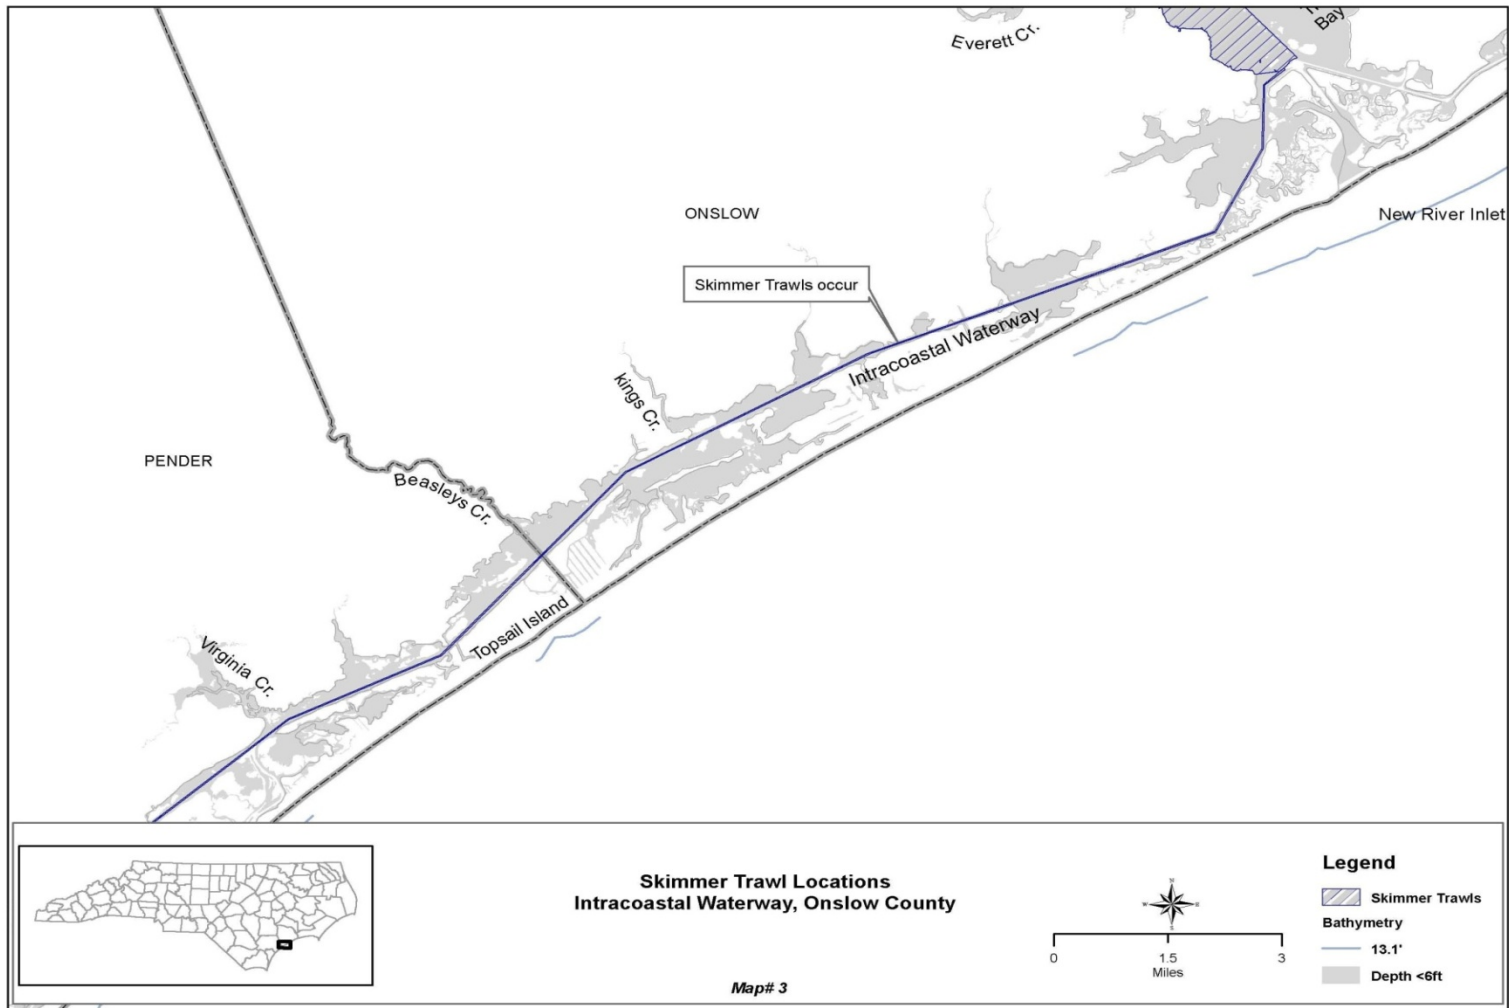 Everett Cr.
Bay
ONSLOW
New River Inlet
Skimmer Trawls occur
Intracoastal Waterway
kings Cr.
PENDER
Beasleys Cr.
Topsail Island
Virginia Cr.
Skimmer Trawl Locations
Intracoastal Waterway, Onslow County
Map# 3
N
W
E
S
0
1.5
3
Miles
Legend
Skimmer Trawls
Bathymetry
13.1'
Depth <6ft